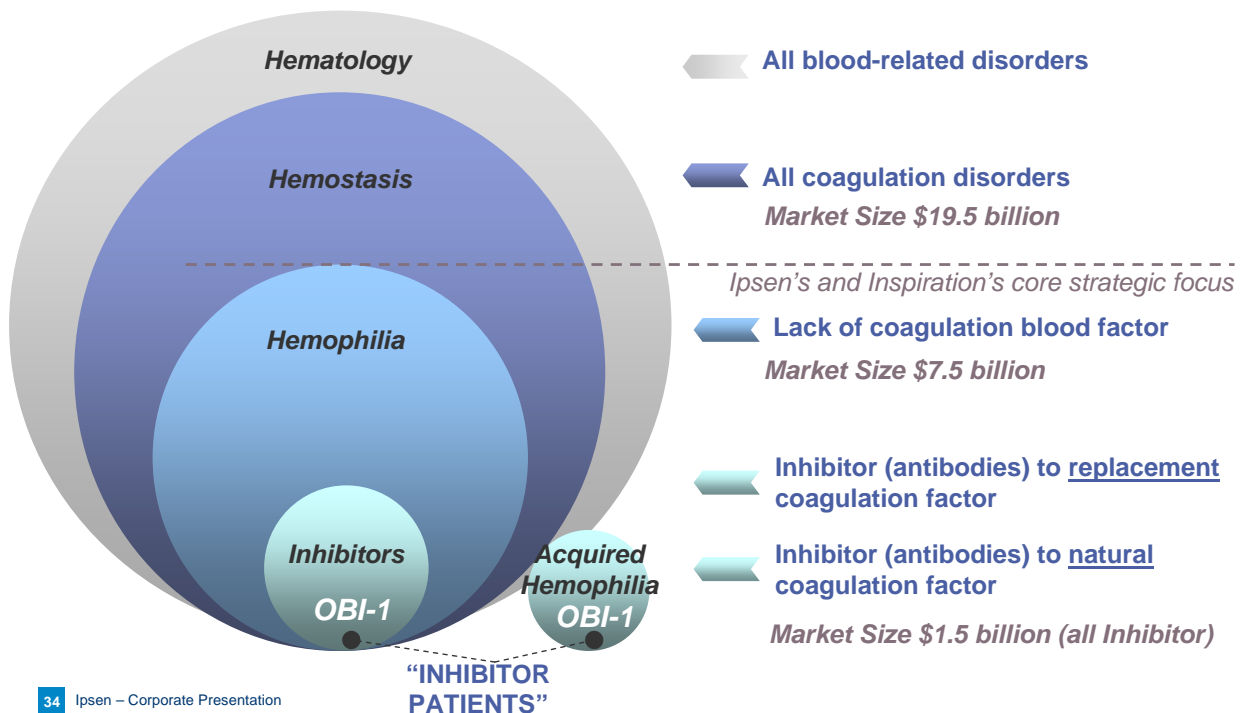 Hematology
All blood-related disorders
Hemostasis
All coagulation disorders
Market Size $19.5 billion
Ipsen's and Inspiration's core strategic focus
Hemophilia
Lack of coagulation blood factor
Market Size $7.5 billion
Inhibitor (antibodies) to replacement
coagulation factor
Inhibitors
OBI-1
Acquired
Hemophilia
OBI-1
Inhibitor (antibodies) to natural
coagulation factor
Market Size $1.5 billion (all Inhibitor)
“INHIBITOR
PATIENTS”
34 Ipsen – Corporate Presentation